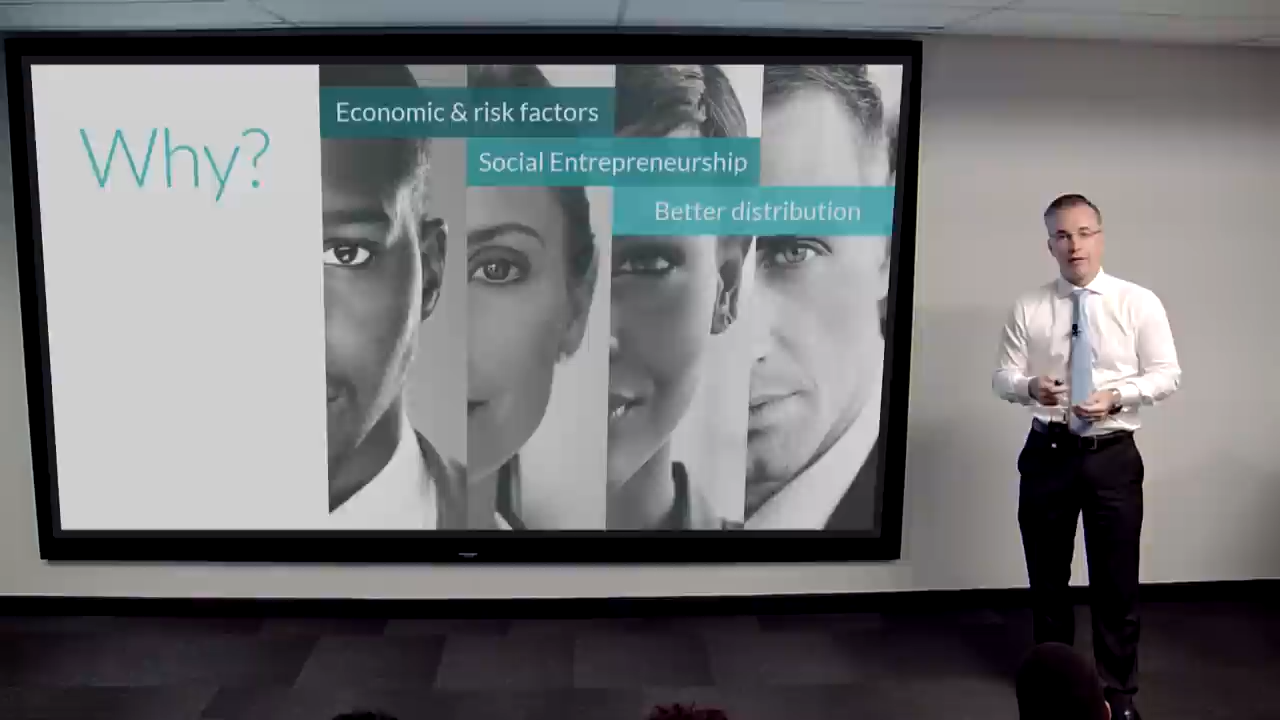 Why?
Economic & risk factors
Social Entrepreneurship
Better distribution